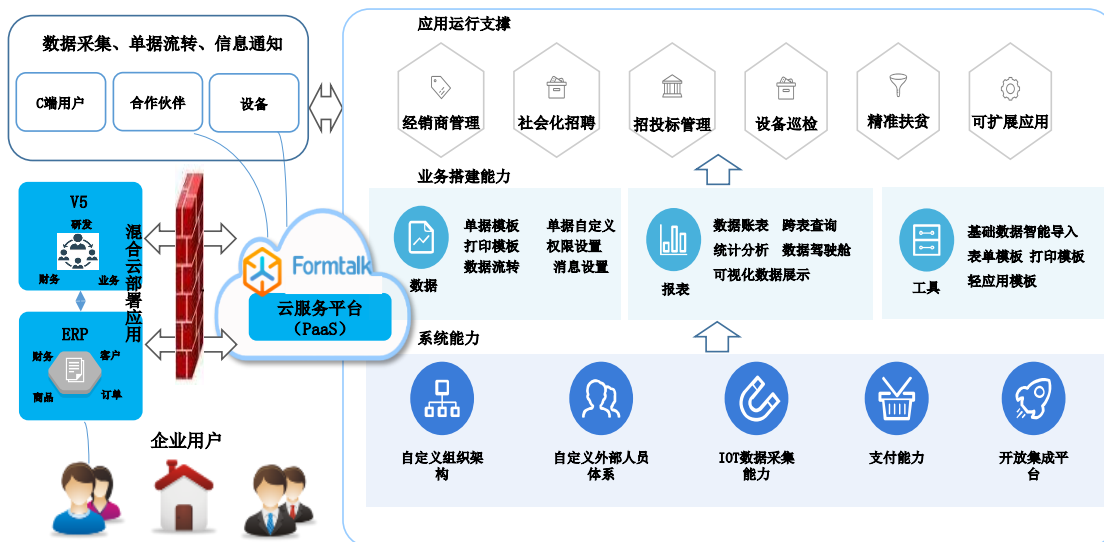 数据采集、单据流转、信息通知
C端用户
合作伙伴
设备
V5
研发
财务
业务
混合云部署应用
ERP
财务
客户
商品
订单
企业用户
Formtalk
云服务平台
（PaaS）
应用运行支撑
经销商管理
社会化招聘
招投标管理
设备巡检
精准扶贫
可扩展应用
业务搭建能力
数据
单据模板 单据自定义
打印模板 权限设置
数据流转 消息设置
报表
数据账表 跨表查询
统计分析 数据驾驶舱
可视化数据展示
工具
基础数据智能导入
表单模板 打印模板
轻应用模板
系统能力
自定义组织架
构
自定义外部人员
体系
IOT数据采集
能力
支付能力
开放集成平
台